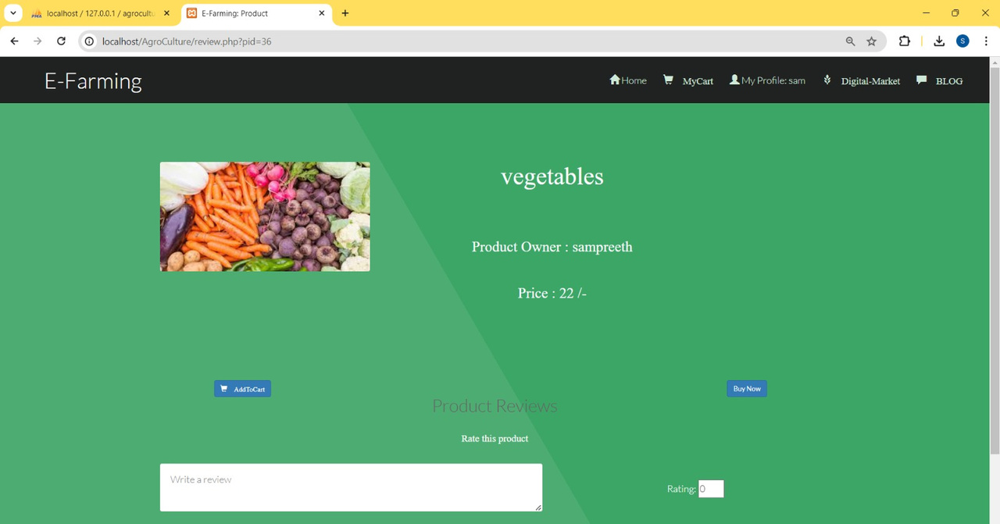 localhost / 127.0.0.1 / agrocultu
E-Farming: Product
localhost/AgroCulture/review.php?pid=36
S
E-Farming
Home MyCart My Profile: sam Digital-Market BLOG
vegetables
Product Owner : sampreeth
Price : 22 /-
AddToCart Buy Now
Product Reviews
Rate this product
Write a review
Rating: 0